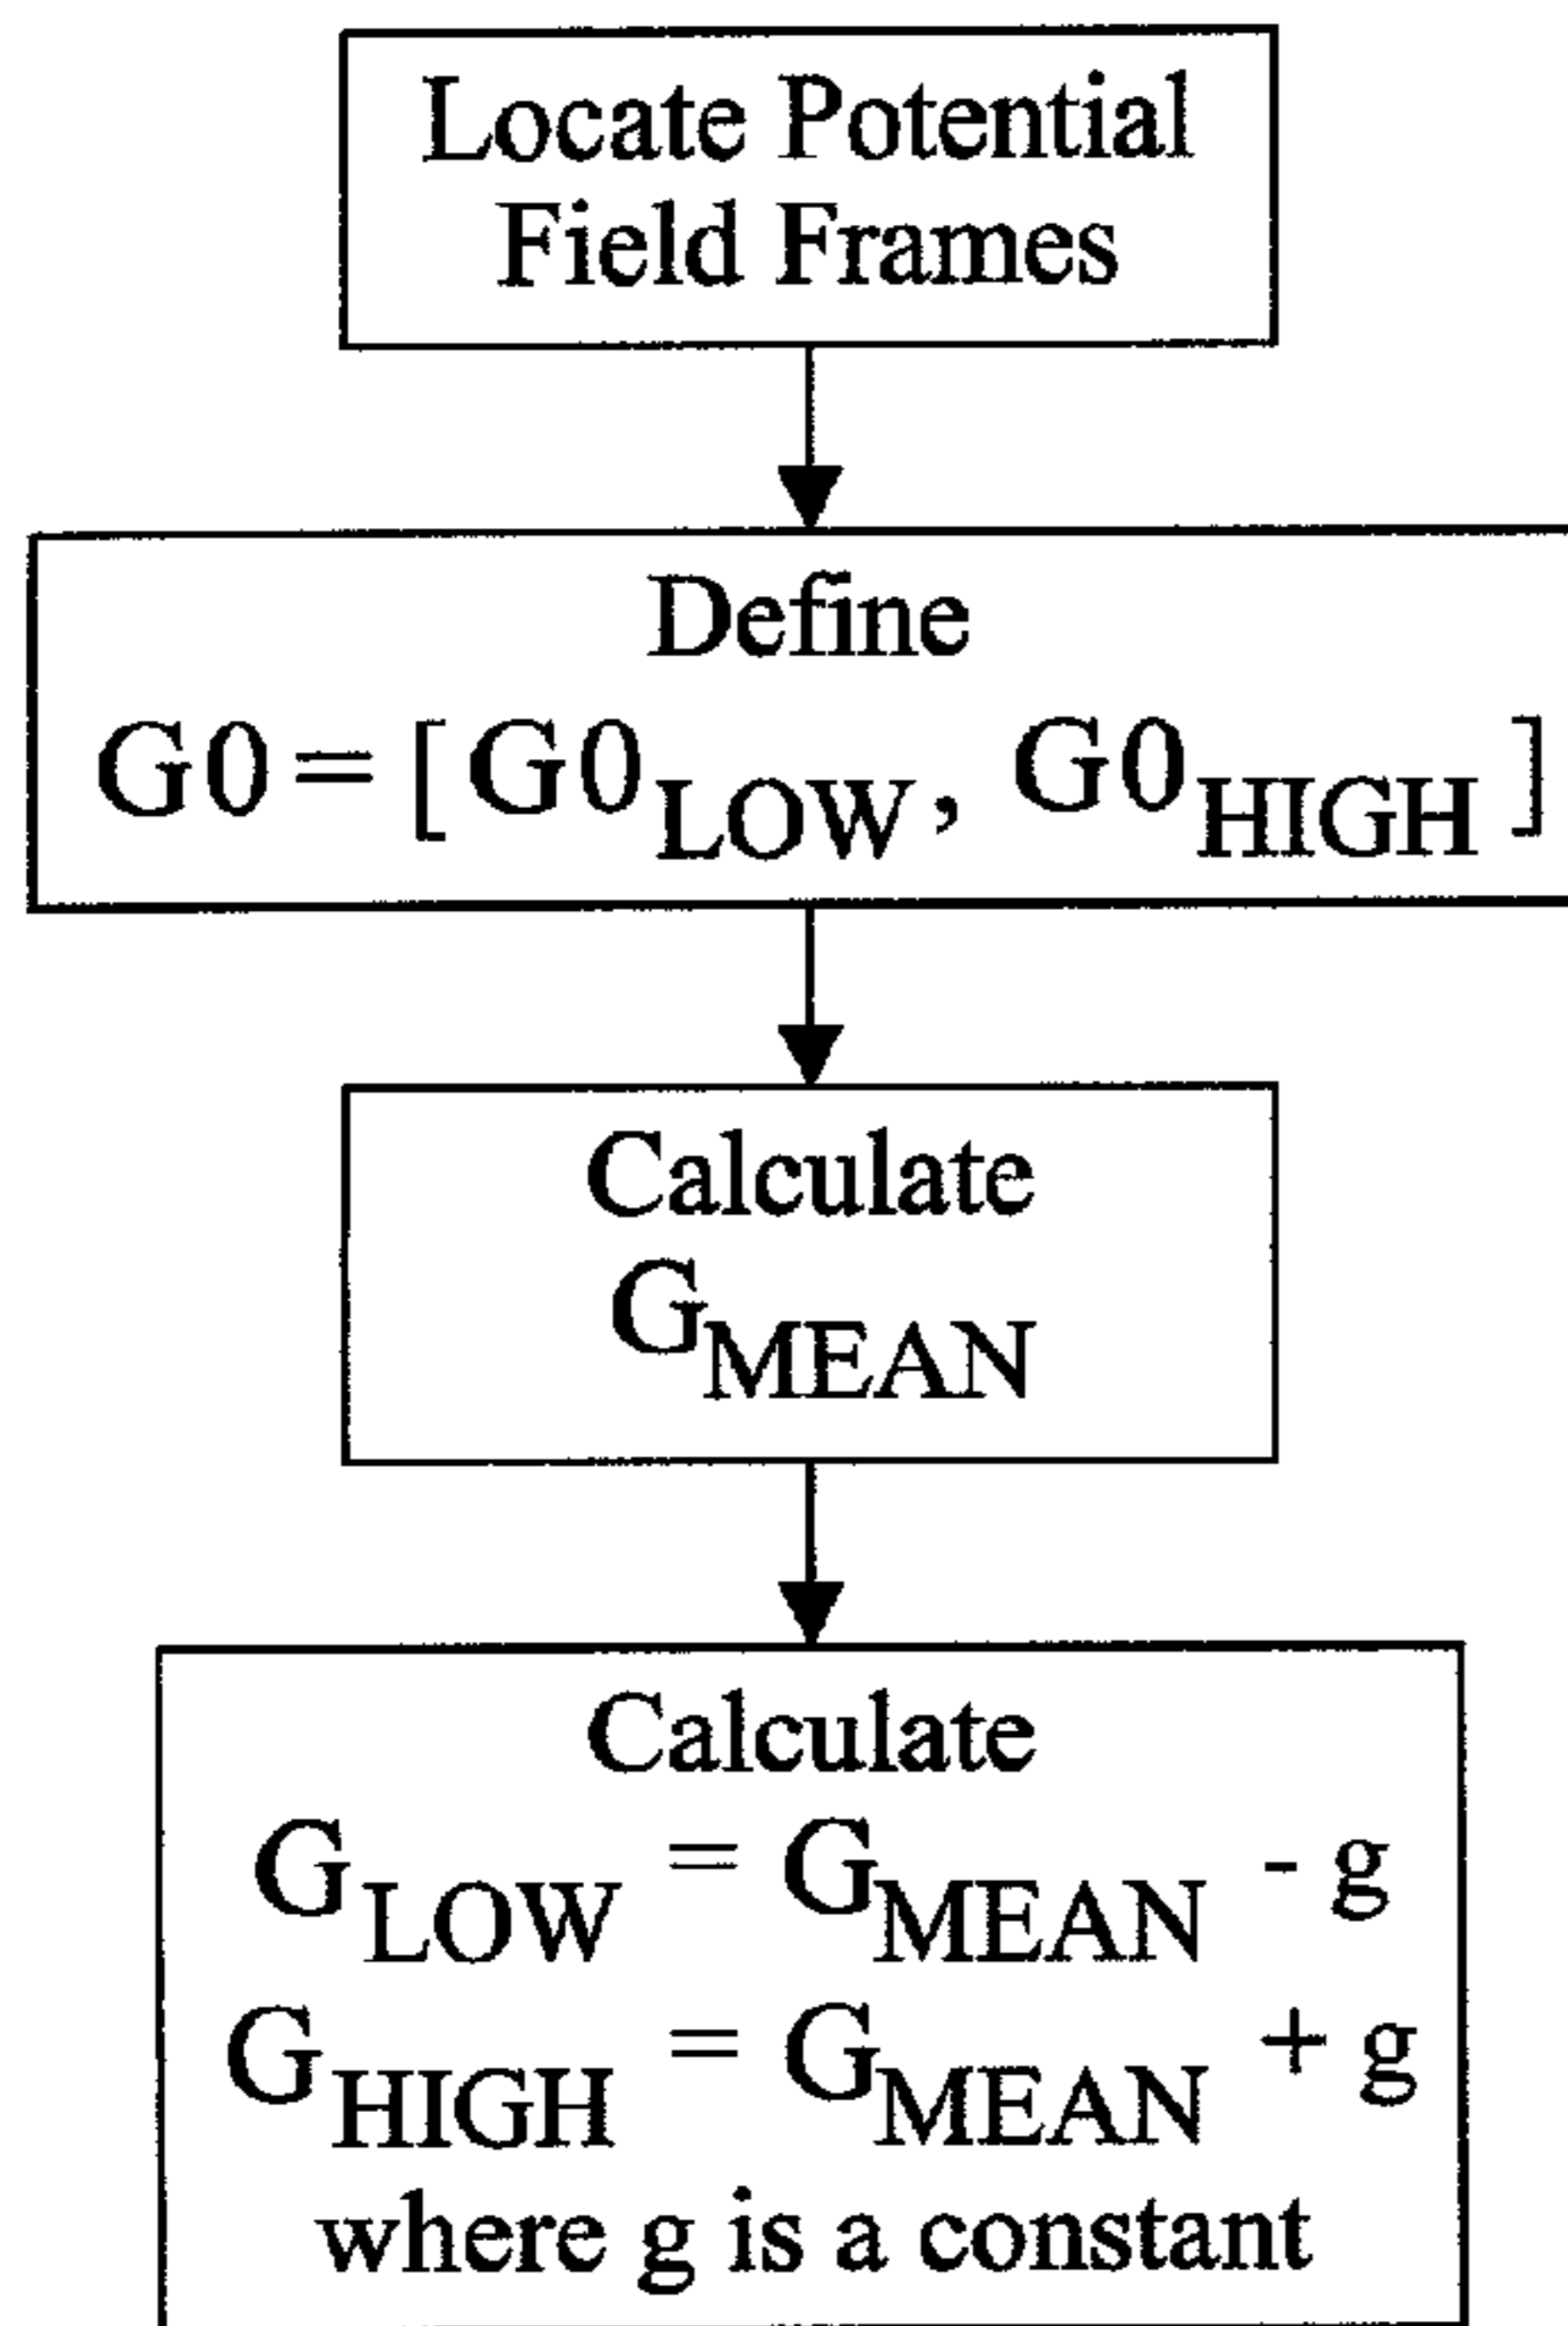 Locate Potential
Field Frames
Define
G0 = [ G0LOW, G0HIGH ]
Calculate
GMEAN
Calculate
GLOW = GMEAN - g
GHIGH = GMEAN + g
where g is a constant